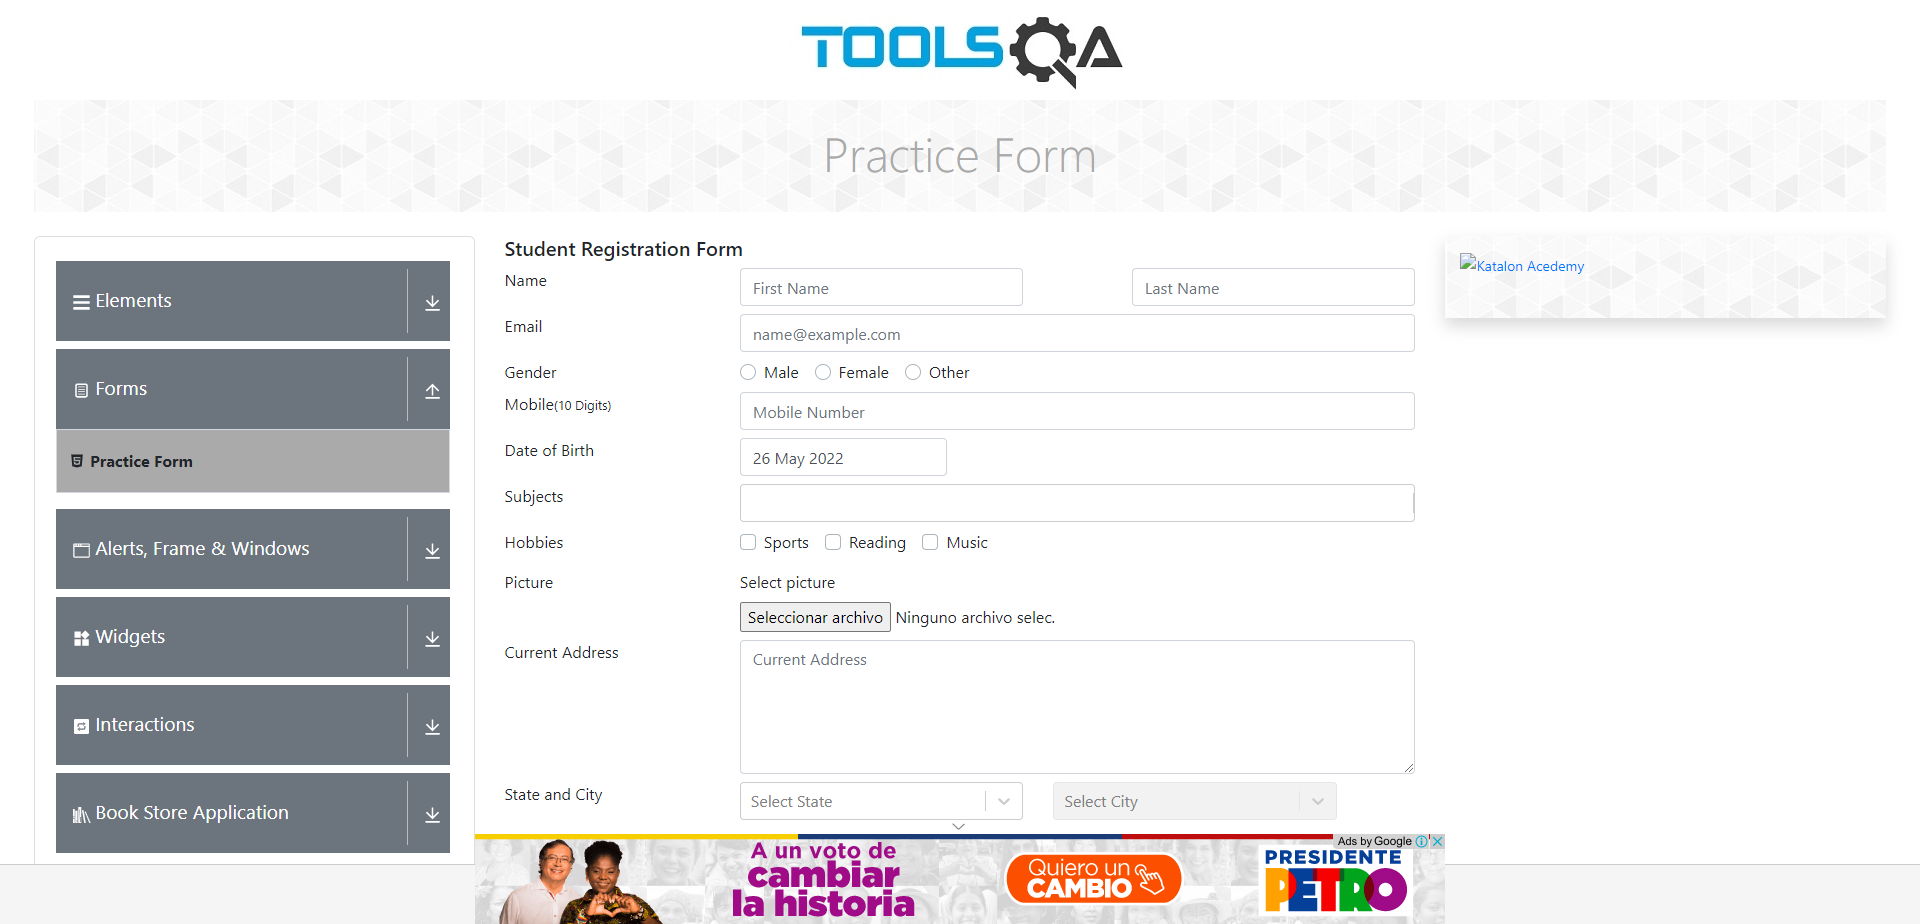 TOOLSQA
Practice Form
Elements
Forms
Practice Form
Alerts, Frame & Windows
Widgets
Interactions
Book Store Application
Student Registration Form
Name
First Name
Last Name
Email
name@example.com
Gender
Male
Female
Other
Mobile(10 Digits)
Mobile Number
Date of Birth
26 May 2022
Subjects
Hobbies
Sports
Reading
Music
Picture
Select picture
Seleccionar archivo
Ninguno archivo selec.
Current Address
Current Address
State and City
Select State
Select City
Katalon Acedemy
Ads by Google
A un voto de
cambiar
la historia
Quiero un
CAMBIO
PRESIDENTE
PETRO